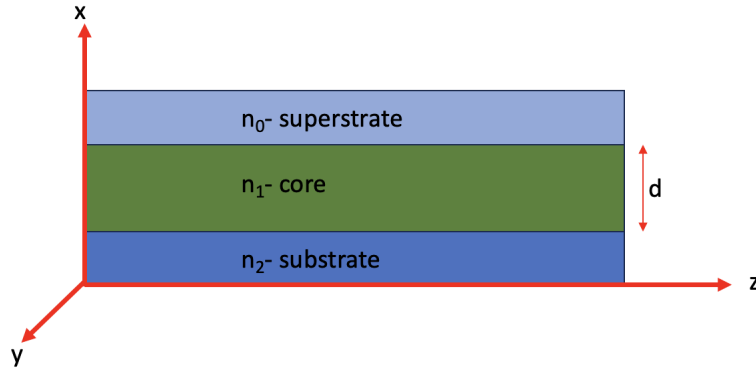 x
n₀- superstrate
n₁- core
d
n₂- substrate
z
y